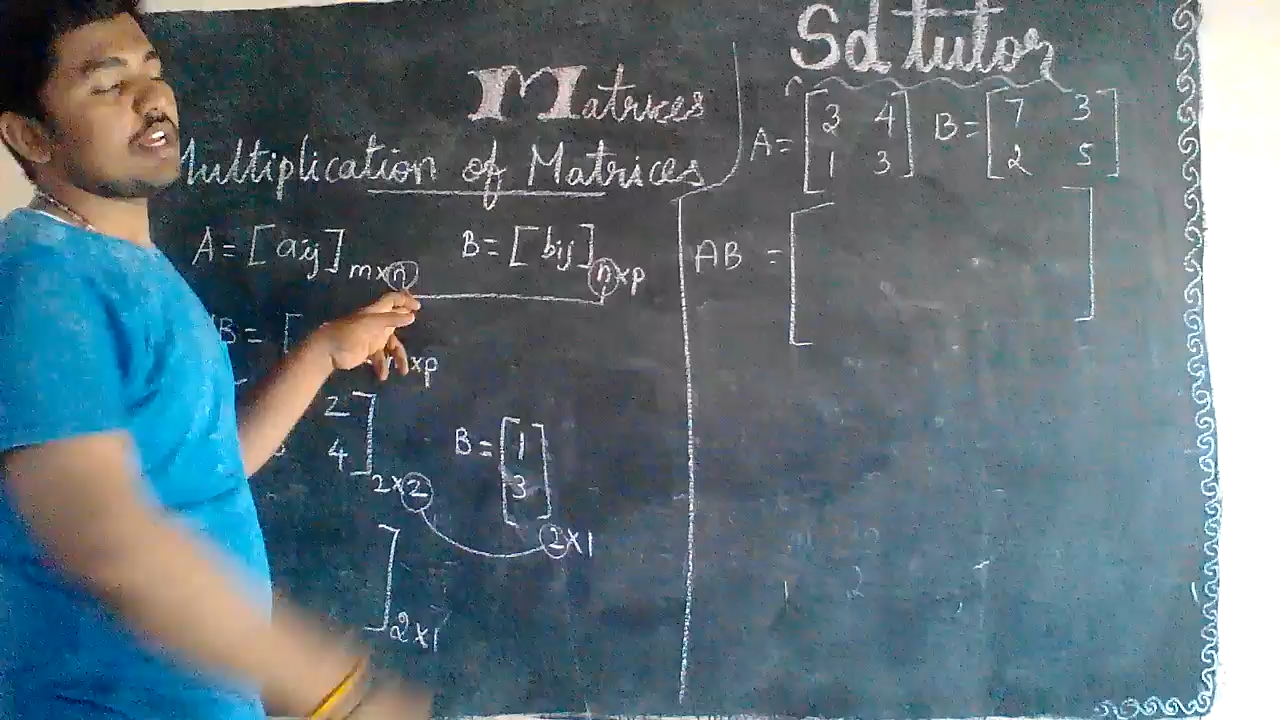 Sd tutor
Matrices
Multiplication of Matrices
A = [aij] m×n B = [bij] n×p
B = [ ×p
2
4
2×2
B = [1
3]
2×1
]2×1
A = [ 4
1 3] B = [7 3
2 5]
AB = [ ]